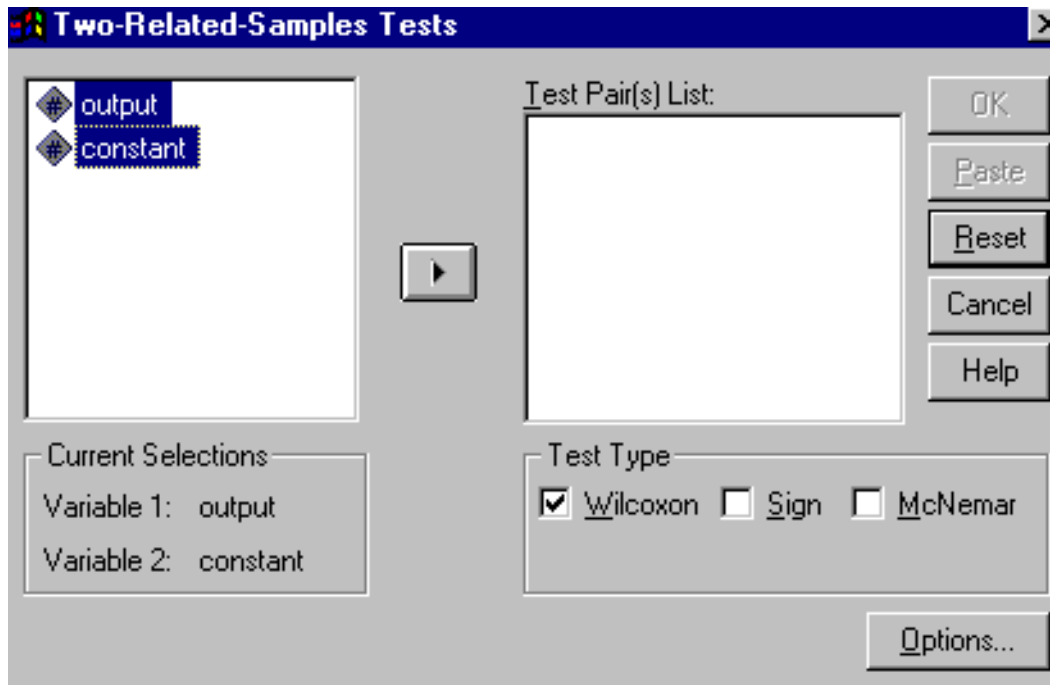 Two-Related-Samples Tests
output
constant
Test Pair(s) List:
OK
Paste
Reset
Cancel
Help
Current Selections
Variable 1: output
Variable 2: constant
Test Type
Wilcoxon Sign McNemar
Options...